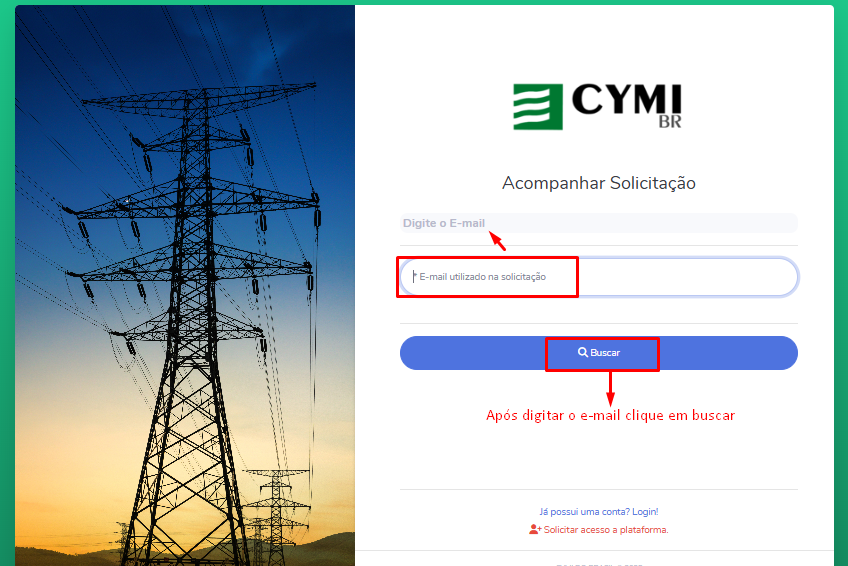 CYMI
BR
Acompanhar Solicitação
Digite o E-mail
* E-mail utilizado na solicitação
Buscar
Após digitar o e-mail clique em buscar
Já possui uma conta? Login!
Solicitar acesso a plataforma.